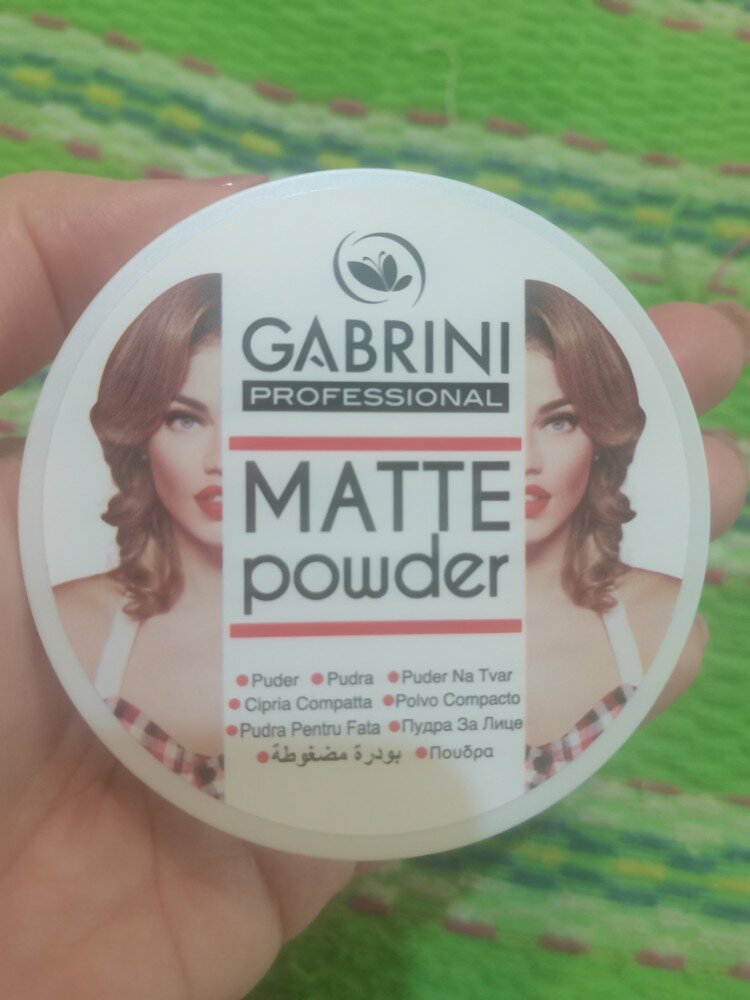 GABRINI
PROFESSIONAL
MATTE
powder
• Puder • Pudra • Puder Na Tvar
• Cipria Compatta • Polvo Compacto
• Pudra Pentru Fata • Пудра За Лице
• بودرة مضغوطة • Πουδρα